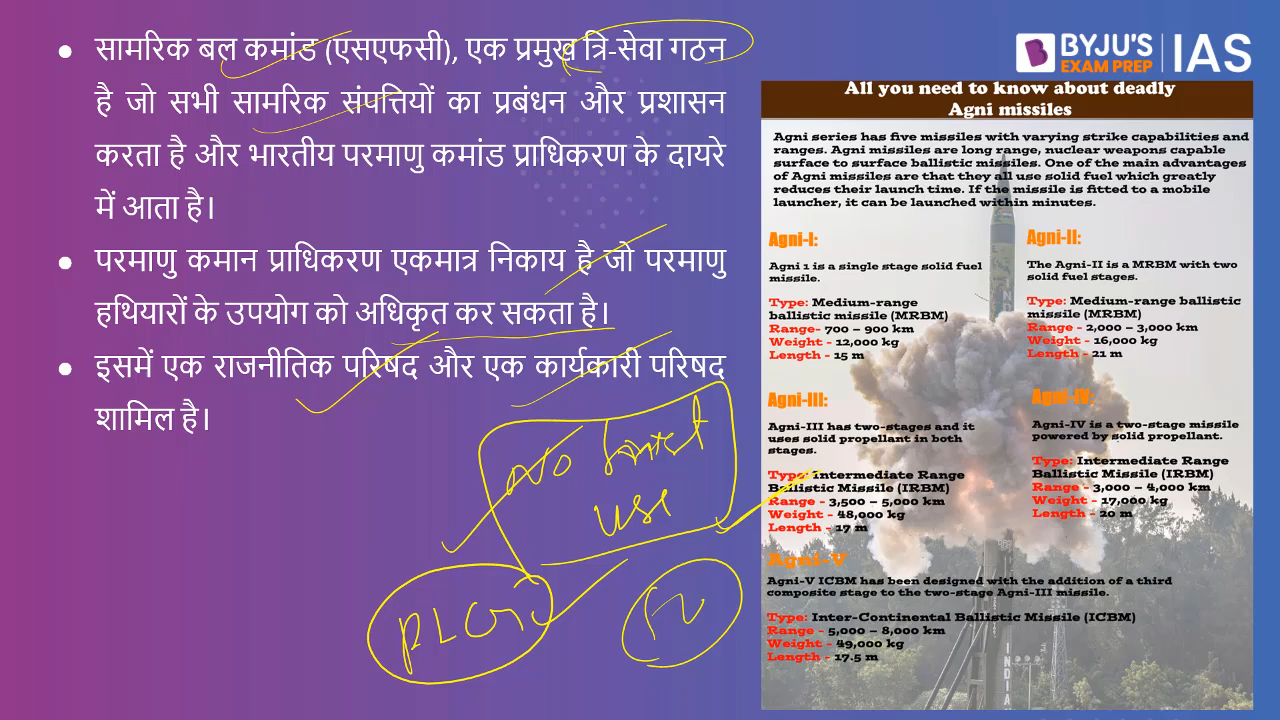 • सामरिक बल कमांड (एसएफसी), एक प्रमुख त्रि-सेवा गठन
है जो सभी सामरिक संपत्तियों का प्रबंधन और प्रशासन
करता है और भारतीय परमाणु कमांड प्राधिकरण के दायरे
में आता है।
• परमाणु कमान प्राधिकरण एकमात्र निकाय है जो परमाणु
हथियारों के उपयोग को अधिकृत कर सकता है।
• इसमें एक राजनीतिक परिषद और एक कार्यकारी परिषद
शामिल है।
No
use
BYJU'S
EXAM PREP
IAS
All you need to know about deadly
Agni missiles
Agni series has five missiles with varying strike capabilities and
ranges. Agni missiles are long range, nuclear weapons capable
surface to surface ballistic missiles. One of the main advantages
of Agni missiles are that they all use solid fuel which greatly
reduces their launch time. If the missile is fitted to a mobile
launcher, it can be launched within minutes.
Agni-I:
Agni 1 is a single stage solid fuel
missile.
Type: Medium-range
ballistic missile (MRBM)
Range- 700 – 900 km
Weight - 12,000kg
Length - 15 m
Agni-II:
The Agni-II is a MRBM with two
solid fuel stages.
Type: Medium-range ballistic
missile (MRBM)
Range - 2,000 – 3,000 km
Weight - 16,000kg
Length - 21 m
Agni-III:
Agni-III has two-stages and it
uses solid propellant in both
stages.
Type: Intermediate Range
Ballistic Missile (IRBM)
Range - 3,500 – 5,000 km
Weight - 48,000kg
Length - 17 m
Agni-IV:
Agni-IV is a two-stage missile
powered by solid propellant.
Type: Intermediate Range
Ballistic Missile (IRBM)
Range - 3,000 – 4,000 km
Weight - 17,000 kg
Length - 20 m
Agni-V
Agni-V ICBM has been designed with the addition of a third
composite stage to the two-stage Agni-III missile.
Type: Inter-Continental Ballistic Missile (ICBM)
Range - 5,000 – 8,000 km
Weight - 49,000 kg
Length - 17.5 m
INDIA